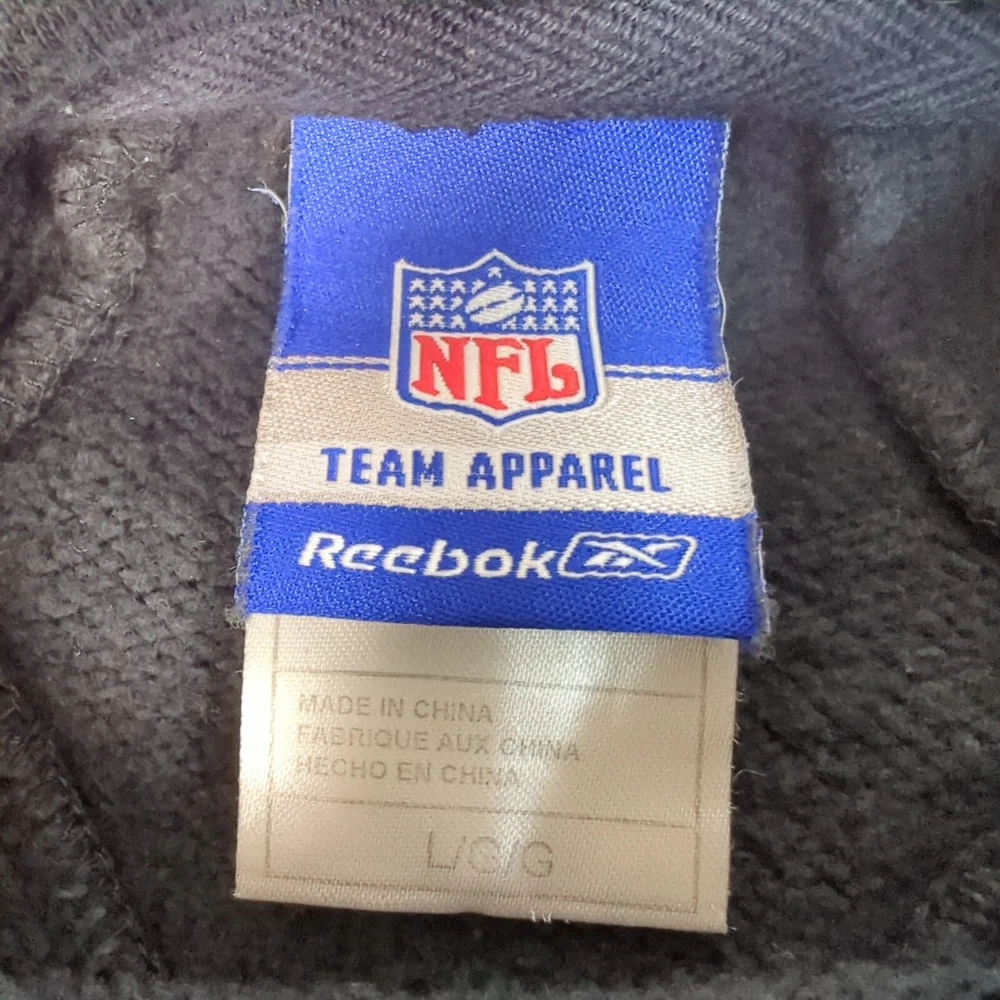 NFL
TEAM APPAREL
Reebok
MADE IN CHINA
FABRIQUE AUX CHINA
HECHO EN CHINA
L/G/G